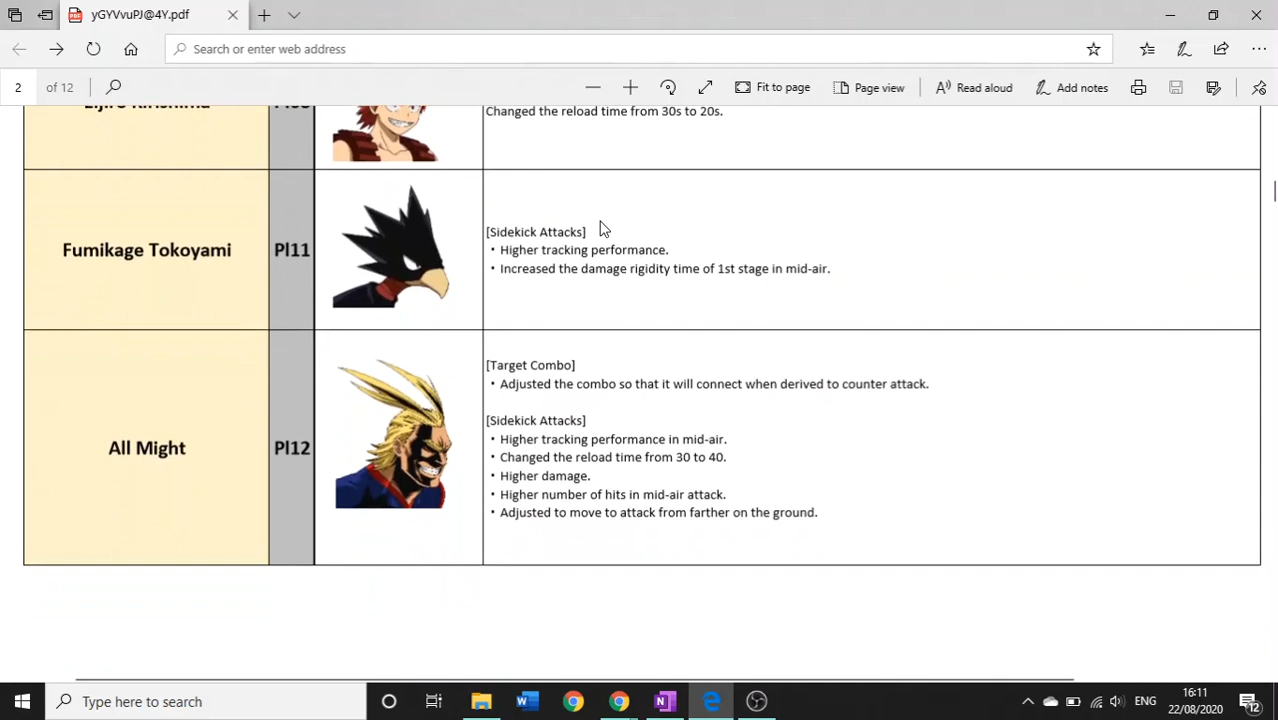 yGYVvuPJ@4Y.pdf
Search or enter web address
2 of 12
Fit to page
Page view
Read aloud
Add notes
Eijiro Kirishima
Changed the reload time from 30s to 20s.
Fumikage Tokoyami
Pl11
[Sidekick Attacks]
・Higher tracking performance.
・Increased the damage rigidity time of 1st stage in mid-air.
All Might
Pl12
[Target Combo]
・Adjusted the combo so that it will connect when derived to counter attack.
[Sidekick Attacks]
・Higher tracking performance in mid-air.
・Changed the reload time from 30 to 40.
・Higher damage.
・Higher number of hits in mid-air attack.
・Adjusted to move to attack from farther on the ground.
Type here to search
ENG
16:11
22/08/2020
12